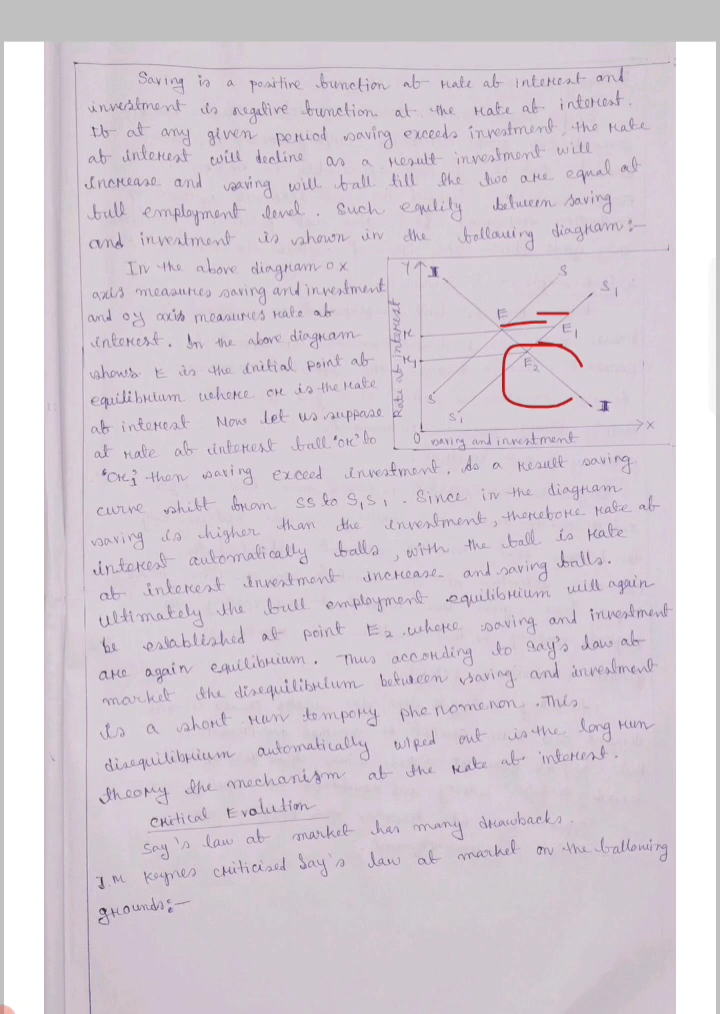 Saving is a positive function of rate of interest and
investment is negative function of the rate of interest.
If at any given period saving exceeds investment, the rate
of interest will decline as a result investment will
increase and saving will fall till the two are equal at
full employment level. Such equlity between saving
and investment is shown in the following diagram :-
In the above diagram ox
axis measures saving and investment
and oy axis measures rate of
interest. In the above diagram
shows E is the initial point of
equilibrium where or is the rate
of interest Now let us suppose
at rate of interest fall "or" to
"or₁" then saving exceed investment. As a result saving
curve shift from SS to S₁S₁. Since in the diagram
saving is higher than the investment, therefore rate of
interest automatically falls, with the fall is rate
of interest investment increase and saving falls.
ultimately the full employment equilibrium will again
be established at point E₂ where saving and investment
are again equilibrium. Thus according to say's law of
market the disequilibrium between saving and investment
is a short run tempory phenomenon. This
disequilibrium automatically wiped out is the long run
theory the mechanism of the rate of interest.
Critical Evalution
Say's law of market has many drawbacks.
J.M Keynes criticized Say's law of market on the following
grounds:-
Y
I
S
S₁
E
E₁
r
E₂
r₁
S
S₁
I
X
O
Rate of interest
saving and investment